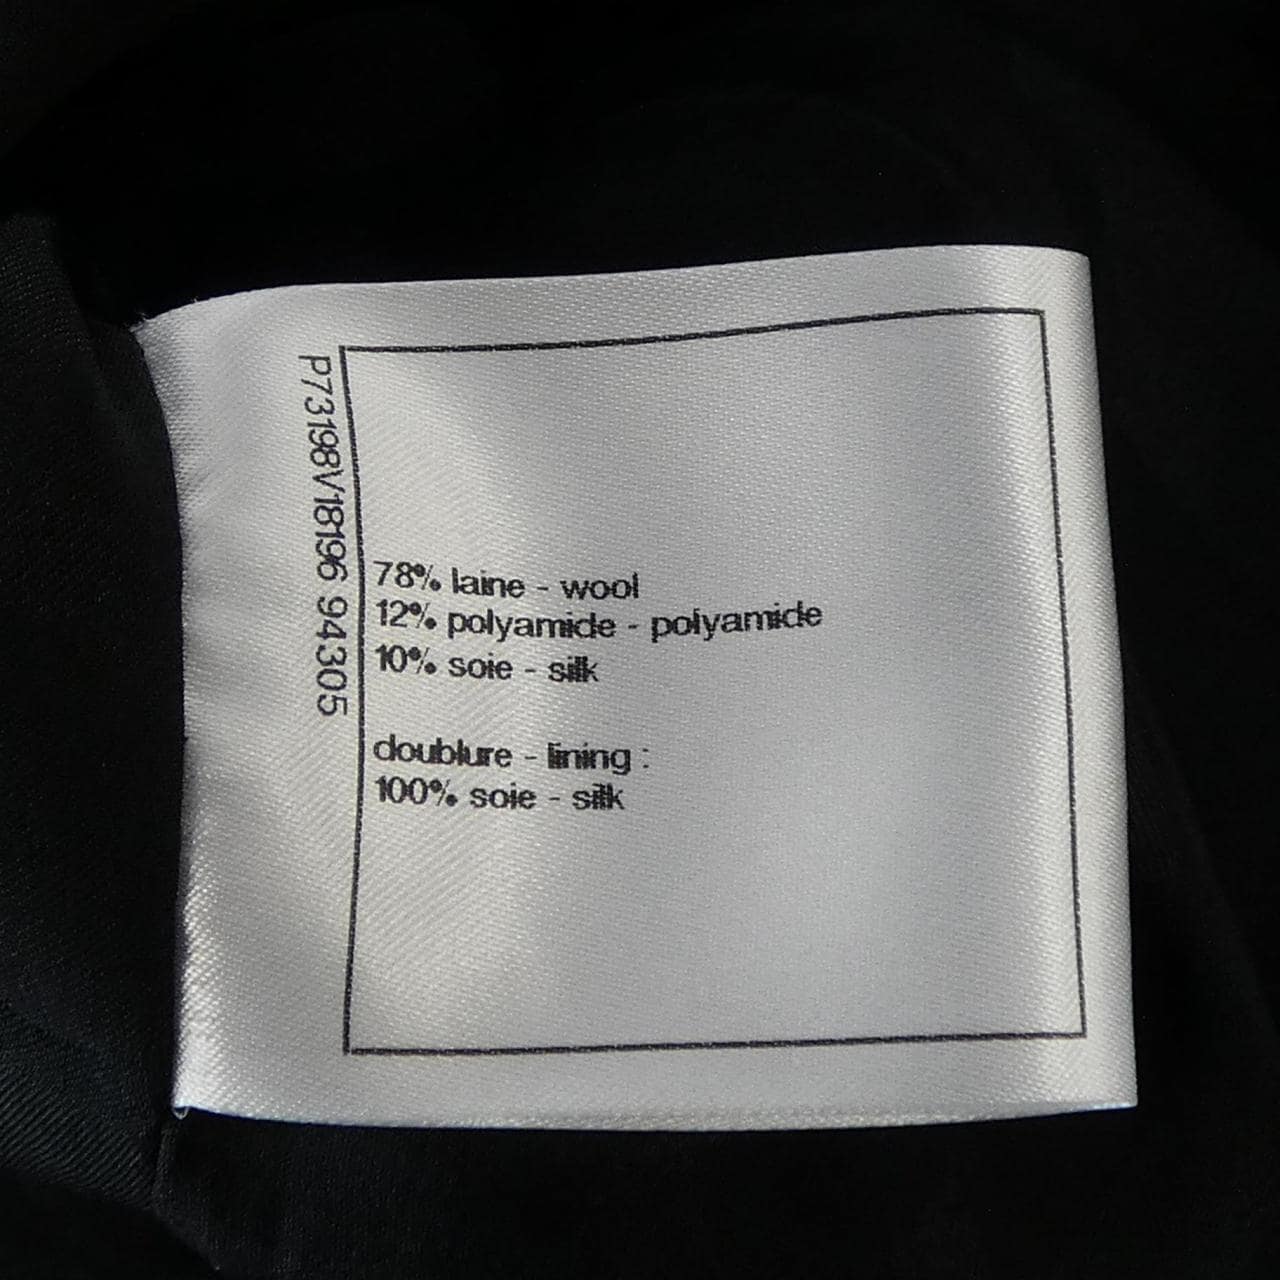 P73198V18196 94305
78% laine - wool
12% polyamide - polyamide
10% soie - silk
doublure - lining :
100% soie - silk